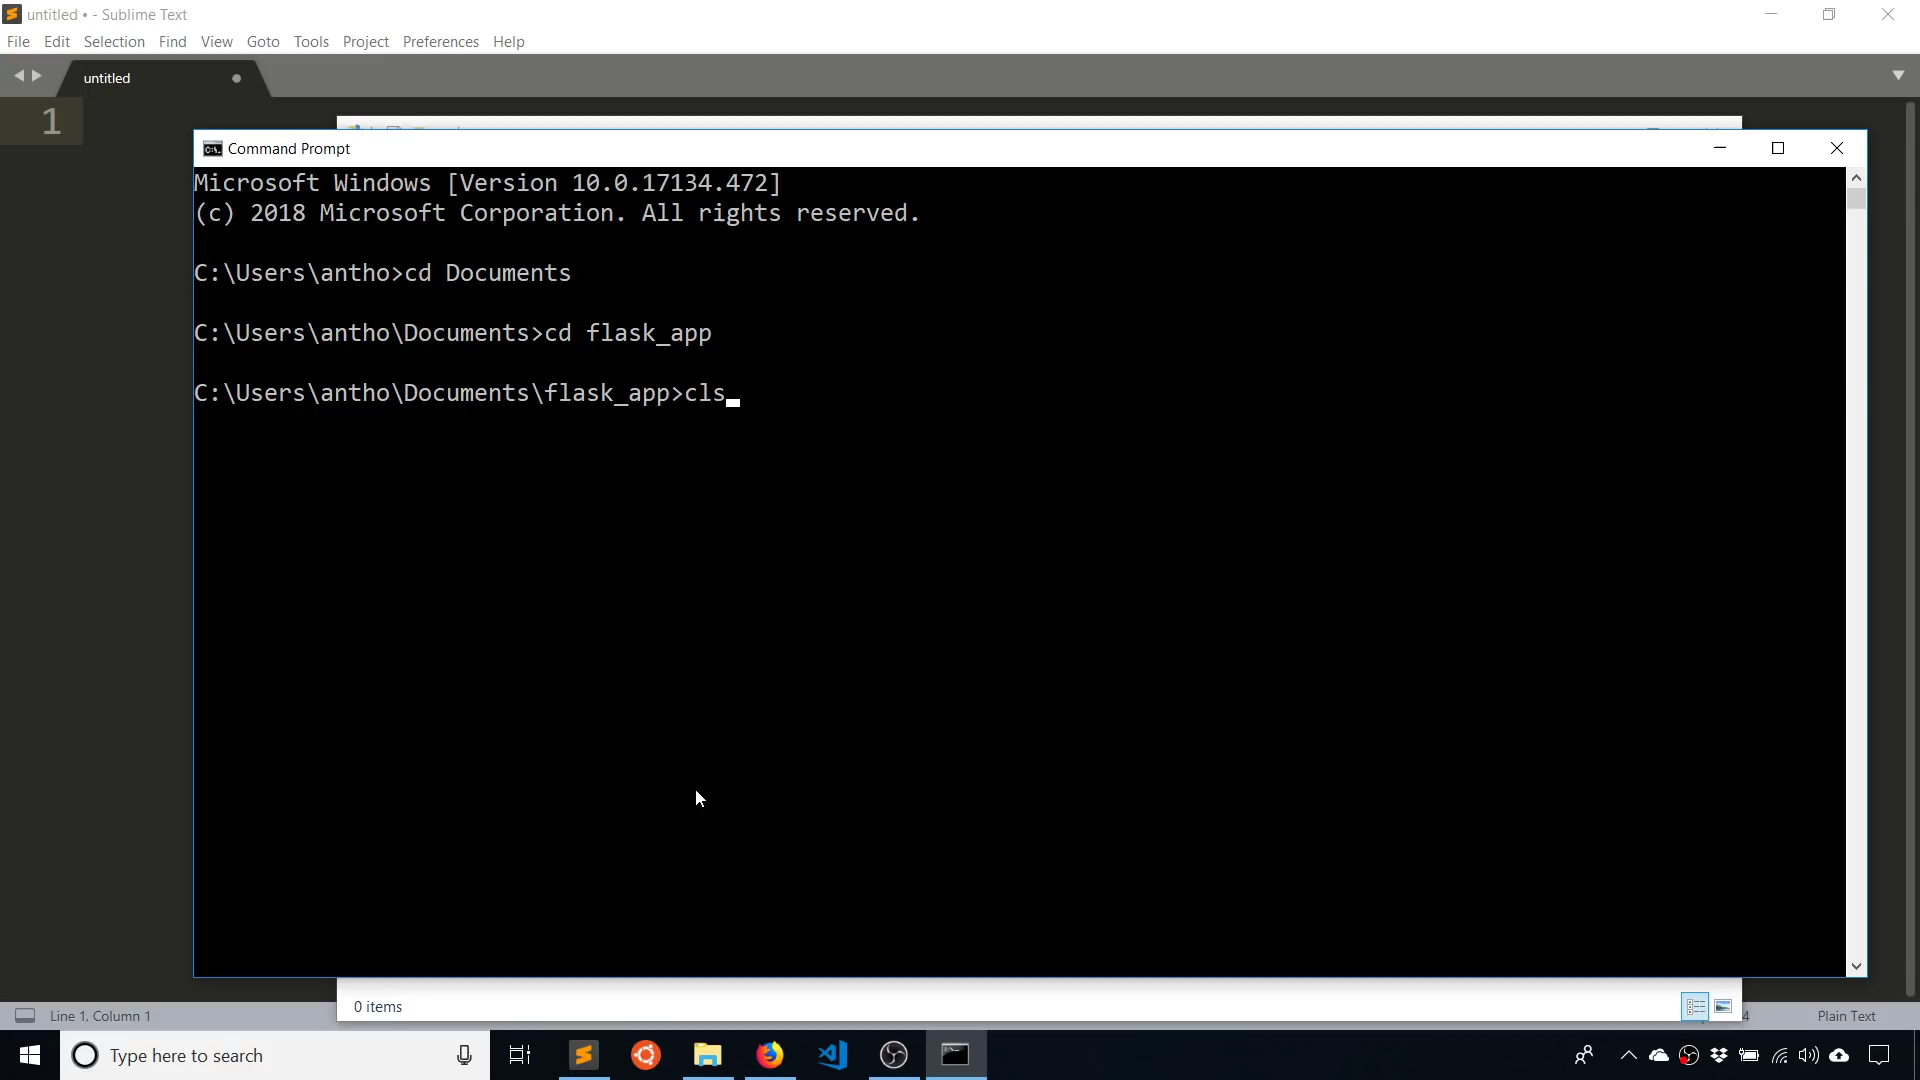 untitled • - Sublime Text
File Edit Selection Find View Goto Tools Project Preferences Help
untitled
1
Command Prompt
Microsoft Windows [Version 10.0.17134.472]
(c) 2018 Microsoft Corporation. All rights reserved.
C:\Users\antho>cd Documents
C:\Users\antho\Documents>cd flask_app
C:\Users\antho\Documents\flask_app>cls
0 items
Line 1, Column 1
4
Plain Text
Type here to search